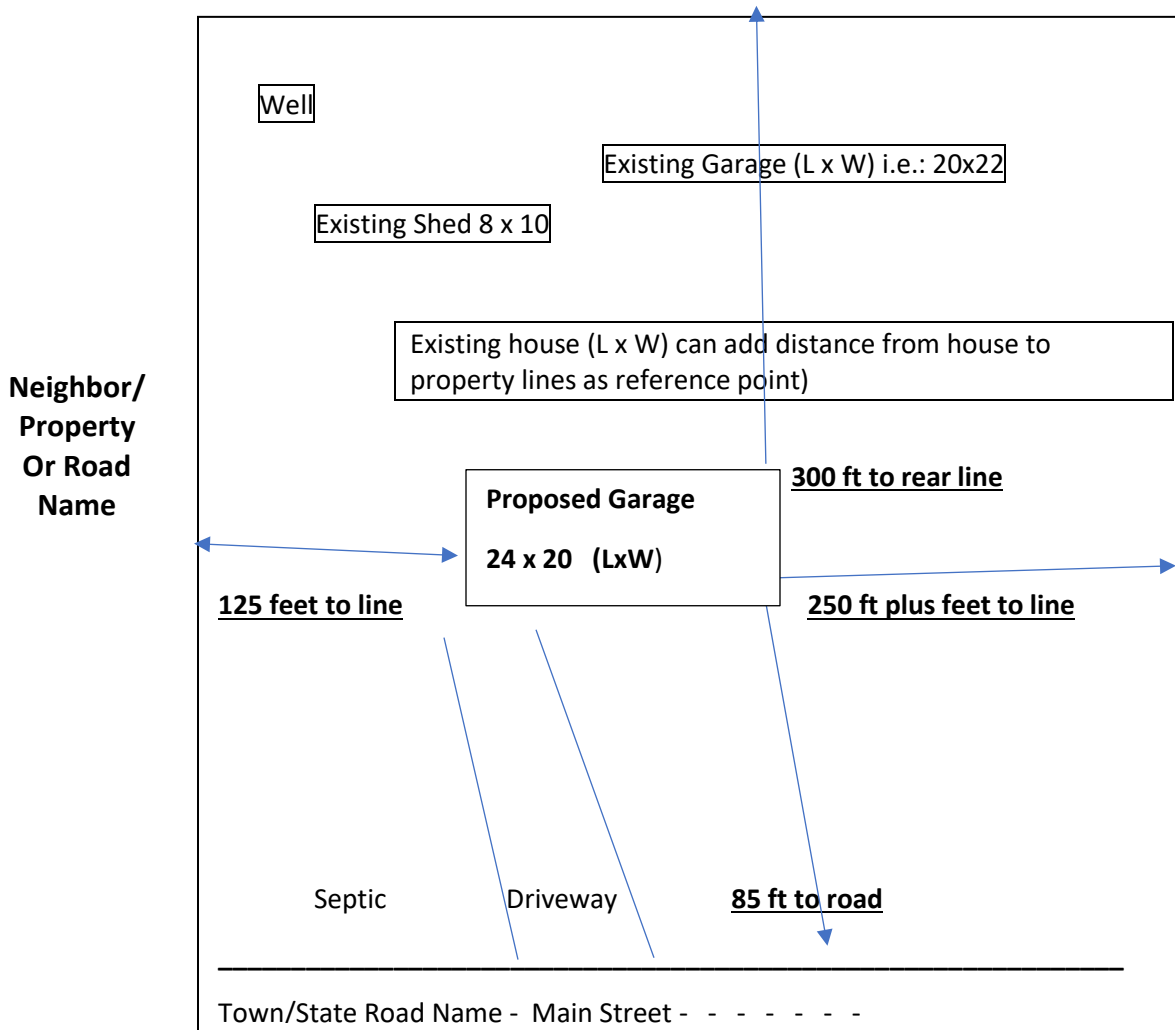 Well
Existing Garage (L x W) i.e.: 20x22
Existing Shed 8 x 10
Existing house (L x W) can add distance from house to
property lines as reference point)
Neighbor/
Property
Or Road
Name
300 ft to rear line
Proposed Garage
24 x 20 (LxW)
125 feet to line
250 ft plus feet to line
Septic
Driveway
85 ft to road
Town/State Road Name - Main Street - - - - - - -